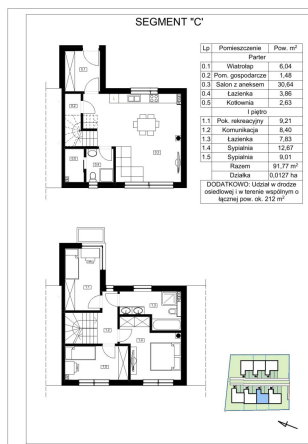 SEGMENT "C'
Lp Pomieszczenie Pow. m²
Parter
0.1 Wiatrołap 6,04
0.2 Pom. gospodarcze 1,48
0.3 Salon z aneksem 30,64
0.4 Łazienka 3,86
0.5 Kotłownia 2,63
I piętro
1.1 Pok. rekreacyjny 9,21
1.2 Komunikacja 8,40
1.3 Łazienka 7,83
1.4 Sypialnia 12,67
1.5 Sypialnia 9,01
Razem 91,77 m²
Działka 0,0127 ha
DODATKOWO: Udział w drodze
osiedlowej i w terenie wspólnym o
łącznej pow. ok. 212 m²